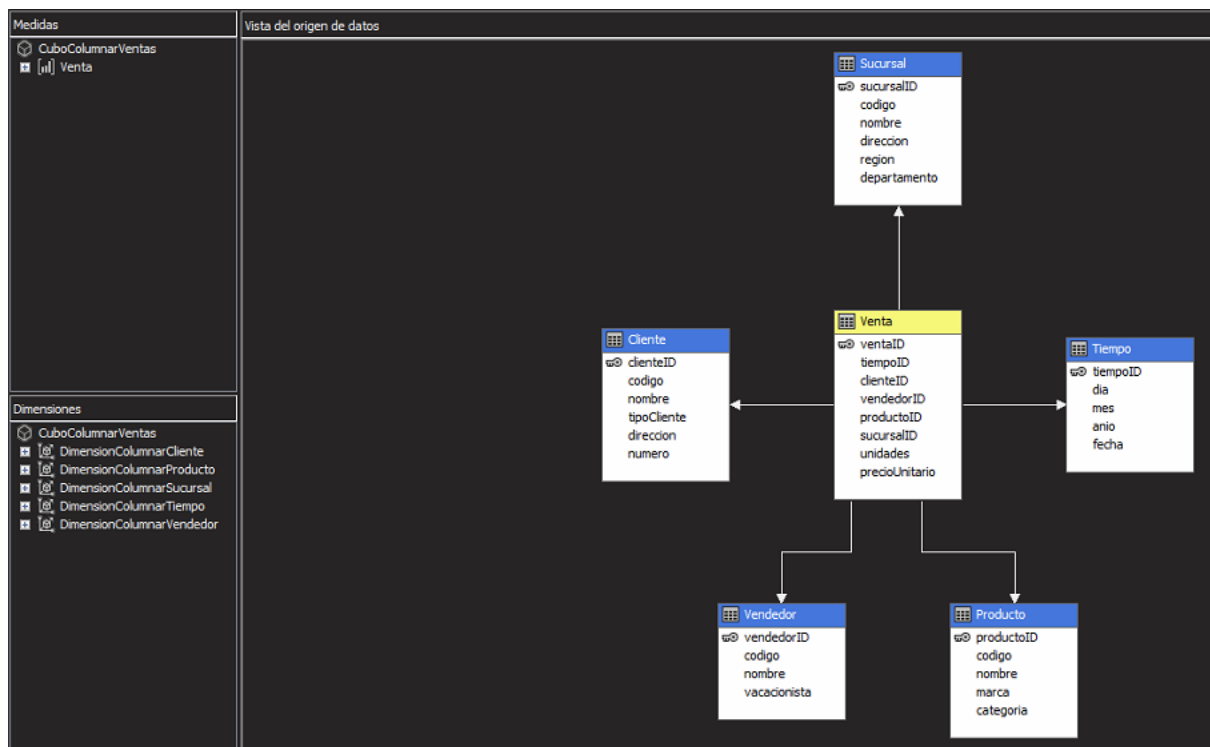 Medidas
CuboColumnarVentas
Venta
Dimensiones
CuboColumnarVentas
DimensionColumnarCliente
DimensionColumnarProducto
DimensionColumnarSucursal
DimensionColumnarTiempo
DimensionColumnarVendedor
Vista del origen de datos
Sucursal
sucursalID
codigo
nombre
direccion
region
departamento
Cliente
clienteID
codigo
nombre
tipoCliente
direccion
numero
Venta
ventaID
tiempoID
clienteID
vendedorID
productoID
sucursalID
unidades
precioUnitario
Tiempo
tiempoID
dia
mes
anio
fecha
Vendedor
vendedorID
codigo
nombre
vacacionista
Producto
productoID
codigo
nombre
marca
categoria